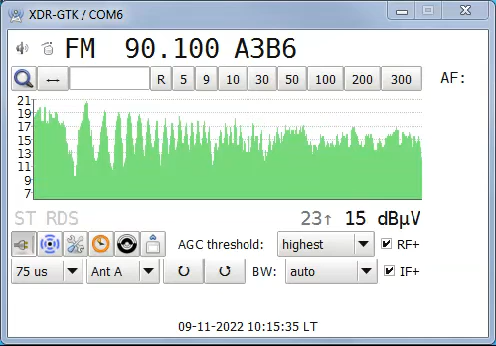 XDR-GTK / COM6
FM 90.100 A3B6
R 5 9 10 30 50 100 200 300 AF:
21
19
17
15
13
11
9
7
ST RDS 23↑ 15 dBµV
AGC threshold: highest RF+
75 us Ant A BW: auto IF+
09-11-2022 10:15:35 LT